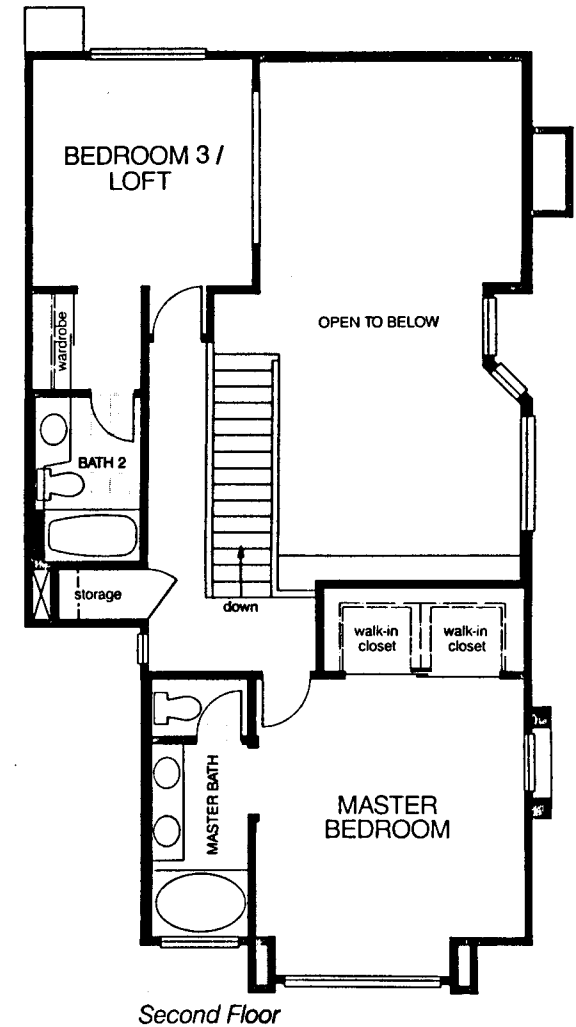 BEDROOM 3 /
LOFT
OPEN TO BELOW
wardrobe
BATH 2
storage
down
walk-in
closet
walk-in
closet
MASTER BATH
MASTER
BEDROOM
Second Floor